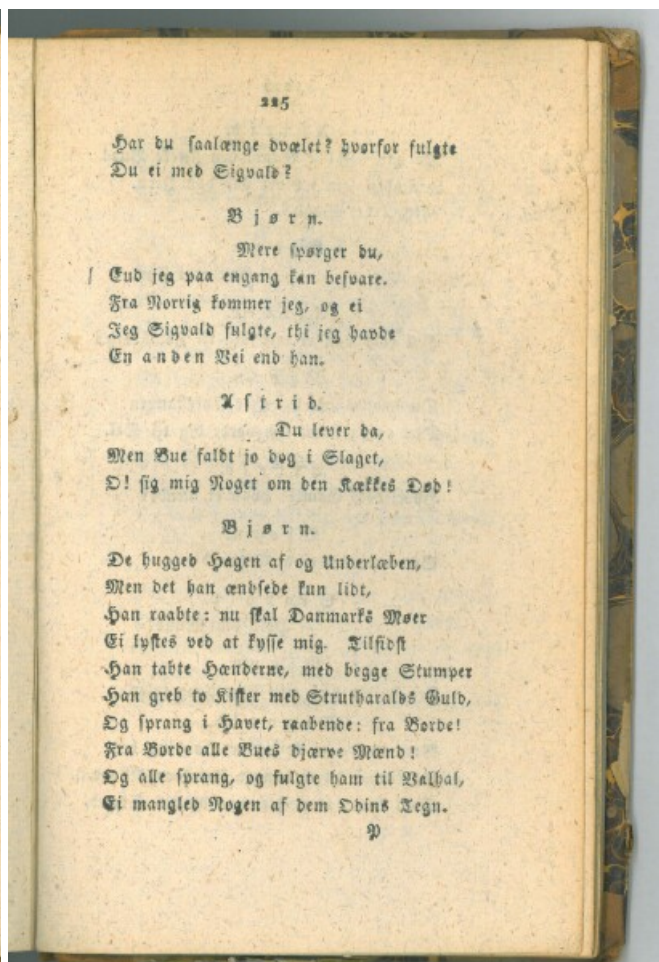 225
Har du saalænge dvælet? hvorfor fulgte
Du ei med Sigvald?
Bjørn.
Mere spørger du,
End jeg paa engang kan besvare.
Fra Norrig kommer jeg, og ei
Jeg Sigvald fulgte, thi jeg havde
En anden Vei end han.
Astrid.
Du lever da,
Men Bue faldt jo dog i Slaget,
O! sig mig Noget om den Kækkes Død!
Bjørn.
De hugged Hagen af og Underlæben,
Men det han ændsede kun lidt,
Han raabte: nu skal Danmarks Møer
Ei lystes ved at kysse mig. Tilsidst
Han tabte Hænderne, med begge Stumper
Han greb to Kister med Strutharalds Guld,
Og sprang i Havet, raabende: fra Borde!
Fra Borde alle Bues djærve Mænd!
Og alle sprang, og fulgte ham til Valhal,
Ei mangled Nogen af dem Odins Tegn.
P